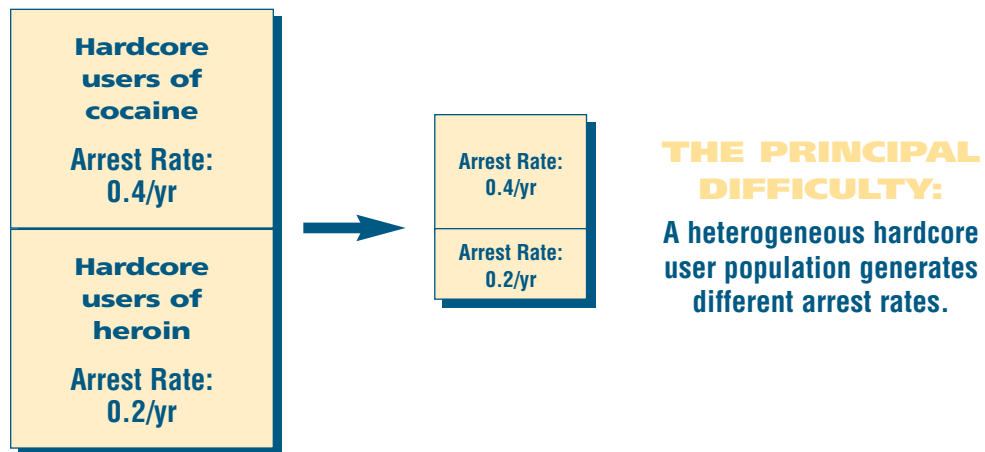 Hardcore
users of
cocaine
Arrest Rate:
0.4/yr
Hardcore
users of
heroin
Arrest Rate:
0.2/yr
Arrest Rate:
0.4/yr
Arrest Rate:
0.2/yr
THE PRINCIPAL
DIFFICULTY:
A heterogeneous hardcore
user population generates
different arrest rates.